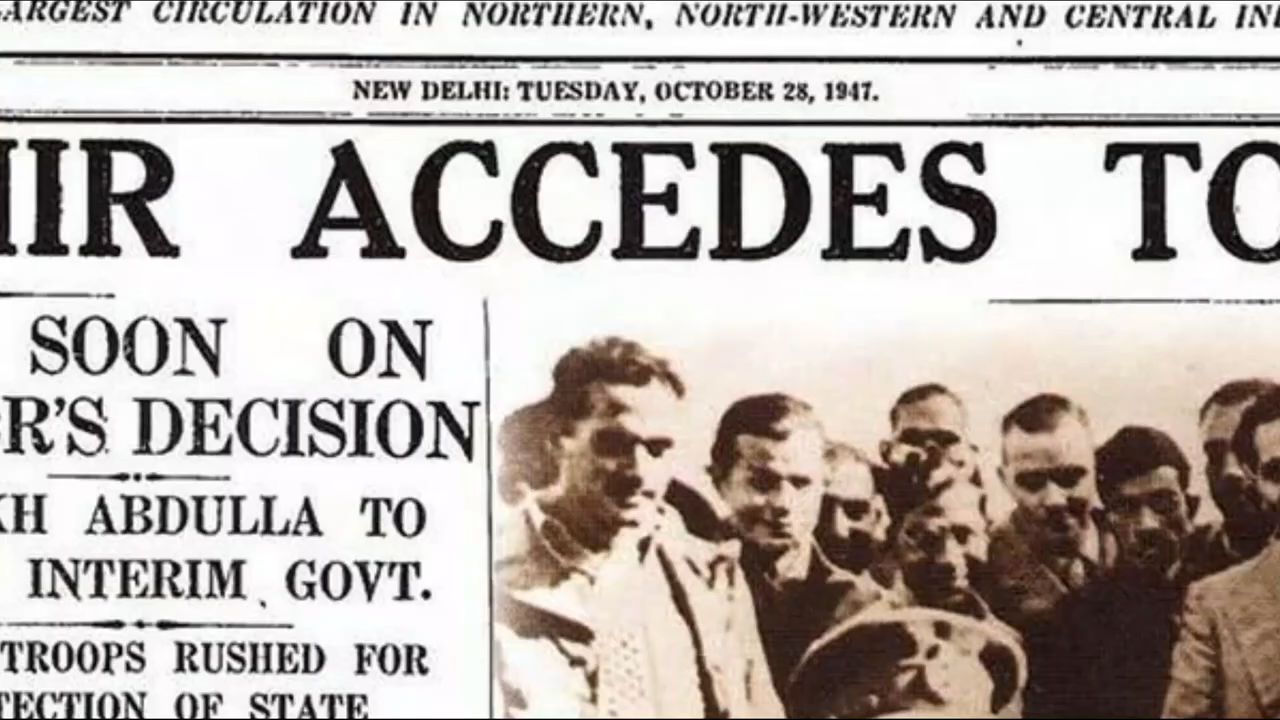 ARGEST CIRCULATION IN NORTHERN, NORTH-WESTERN AND CENTRAL IN
NEW DELHI: TUESDAY, OCTOBER 28, 1947.
IR ACCEDES TO
SOON ON
R'S DECISION
KH ABDULLA TO
INTERIM GOVT.
TROOPS RUSHED FOR
TECTION OF STATE